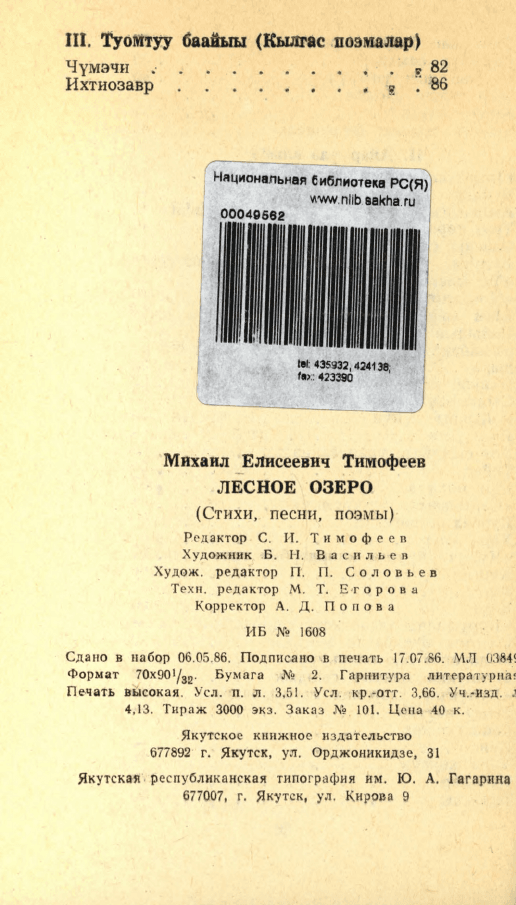 III. Туомтуу баайыы (Кылгас поэмалар)
Чүмэчи . . . . . . . . . . . 82
Ихтиозавр . . . . . . . . . . 86
Национальная библиотека РС(Я)
www.nlib.sakha.ru
00049562
tel: 435932, 424138,
fax: 423390
Михаил Елисеевич Тимофеев
ЛЕСНОЕ ОЗЕРО
(Стихи, песни, поэмы)
Редактор С. И. Тимофеев
Художник Б. Н. Васильев
Худож. редактор П. П. Соловьев
Техн. редактор М. Т. Егорова
Корректор А. Д. Попова
ИБ № 1608
Сдано в набор 06.05.86. Подписано в печать 17.07.86. МЛ 03849
Формат 70х90¹/₃₂. Бумага № 2. Гарнитура литературная
Печать высокая. Усл. п. л. 3,51. Усл. кр.-отт. 3,66. Уч.-изд.
4,13. Тираж 3000 экз. Заказ № 101. Цена 40 к.
Якутское книжное издательство
677892 г. Якутск, ул. Орджоникидзе, 31
Якутская республиканская типография им. Ю. А. Гагарина
677007, г. Якутск, ул. Кирова 9